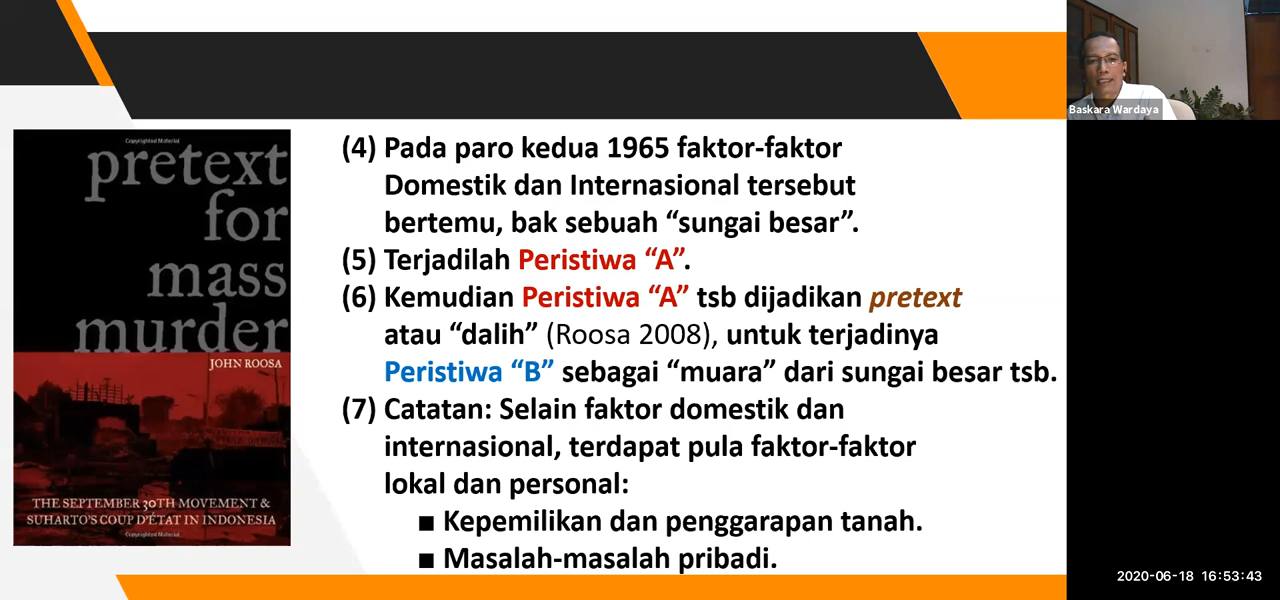 Copyrighted Material
pretext
for
mass
murder
JOHN ROOSA
THE SEPTEMBER 30TH MOVEMENT &
SUHARTO'S COUP D'ÉTAT IN INDONESIA
Copyrighted Material
(4) Pada paro kedua 1965 faktor-faktor
Domestik dan Internasional tersebut
bertemu, bak sebuah “sungai besar”.
(5) Terjadilah Peristiwa “A”.
(6) Kemudian Peristiwa “A” tsb dijadikan pretext
atau “dalih” (Roosa 2008), untuk terjadinya
Peristiwa “B” sebagai “muara” dari sungai besar tsb.
(7) Catatan: Selain faktor domestik dan
internasional, terdapat pula faktor-faktor
lokal dan personal:
■ Kepemilikan dan penggarapan tanah.
■ Masalah-masalah pribadi.
Baskara Wardaya
2020-06-18 16:53:43